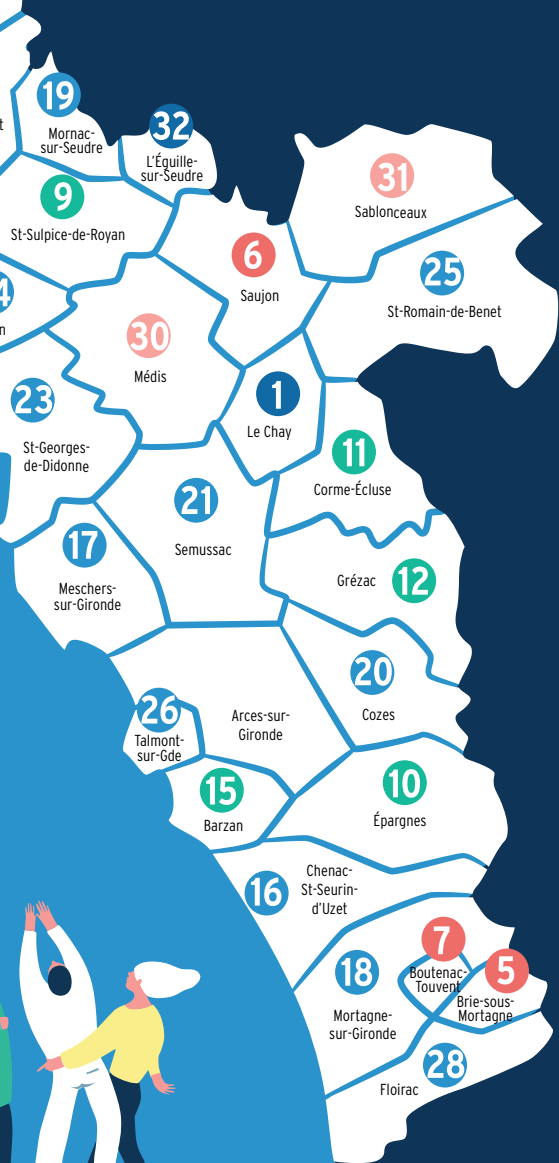 19
Mornac-
sur-Seudre
32
L'Éguille-
sur-Seudre
t
9
St-Sulpice-de-Royan
31
Sablonceaux
6
Saujon
25
St-Romain-de-Benet
4
n
30
Médis
23
St-Georges-
de-Didonne
1
Le Chay
11
Corme-Écluse
21
Semussac
17
Meschers-
sur-Gironde
Grézac
12
20
Cozes
26
Talmont-
sur-Gde
Arces-sur-
Gironde
15
Barzan
10
Épargnes
16
Chenac-
St-Seurin-
d'Uzet
7
Boutenac-
Touvent
5
Brie-sous-
Mortagne
18
Mortagne-
sur-Gironde
28
Floirac